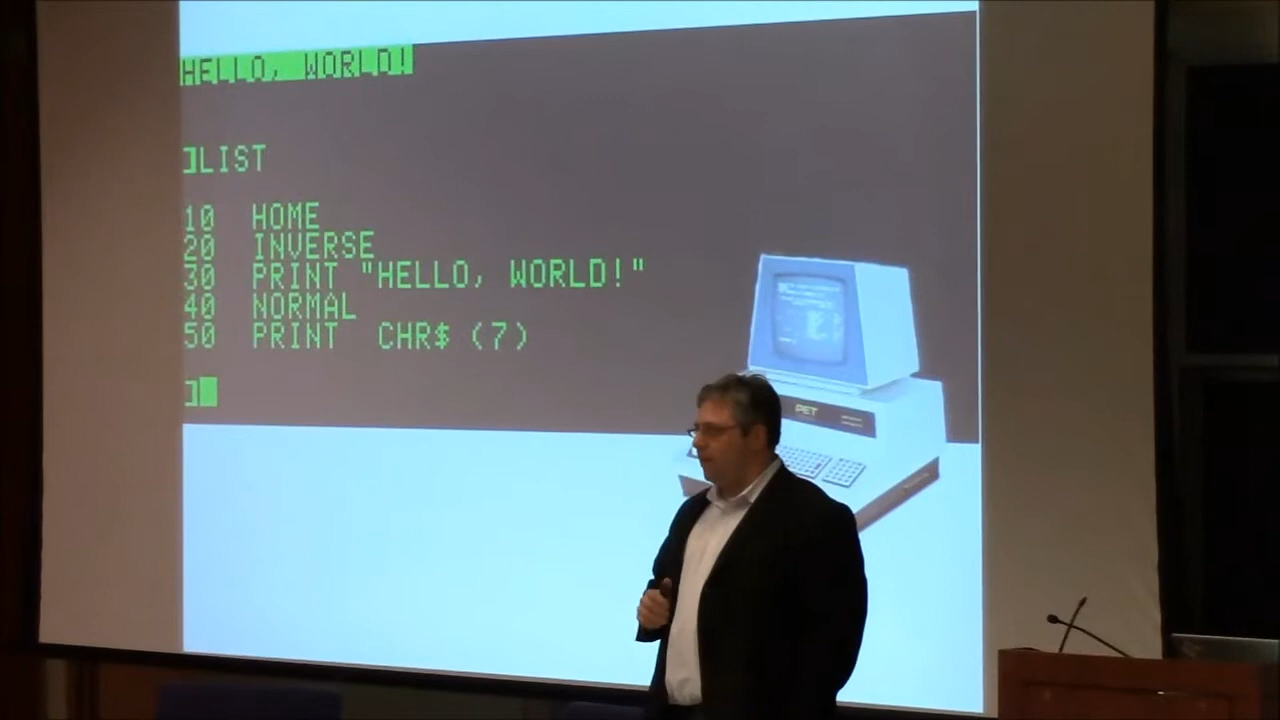 HELLO, WORLD!
]LIST
10 HOME
20 INVERSE
30 PRINT "HELLO, WORLD!"
40 NORMAL
50 PRINT CHR$ (7)
]
PET